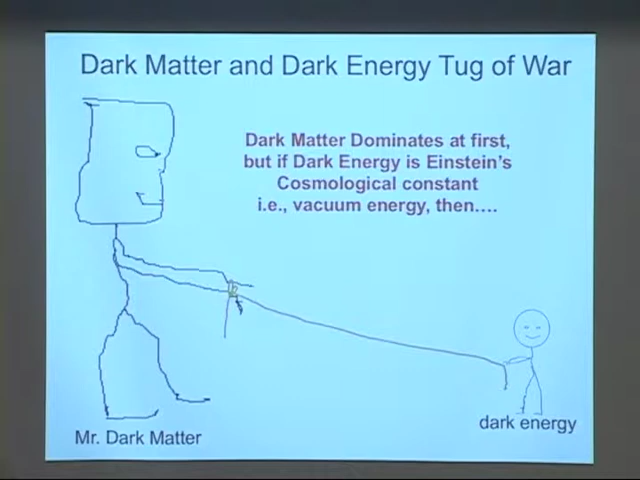 Dark Matter and Dark Energy Tug of War
Dark Matter Dominates at first,
but if Dark Energy is Einstein's
Cosmological constant
i.e., vacuum energy, then....
dark energy
Mr. Dark Matter